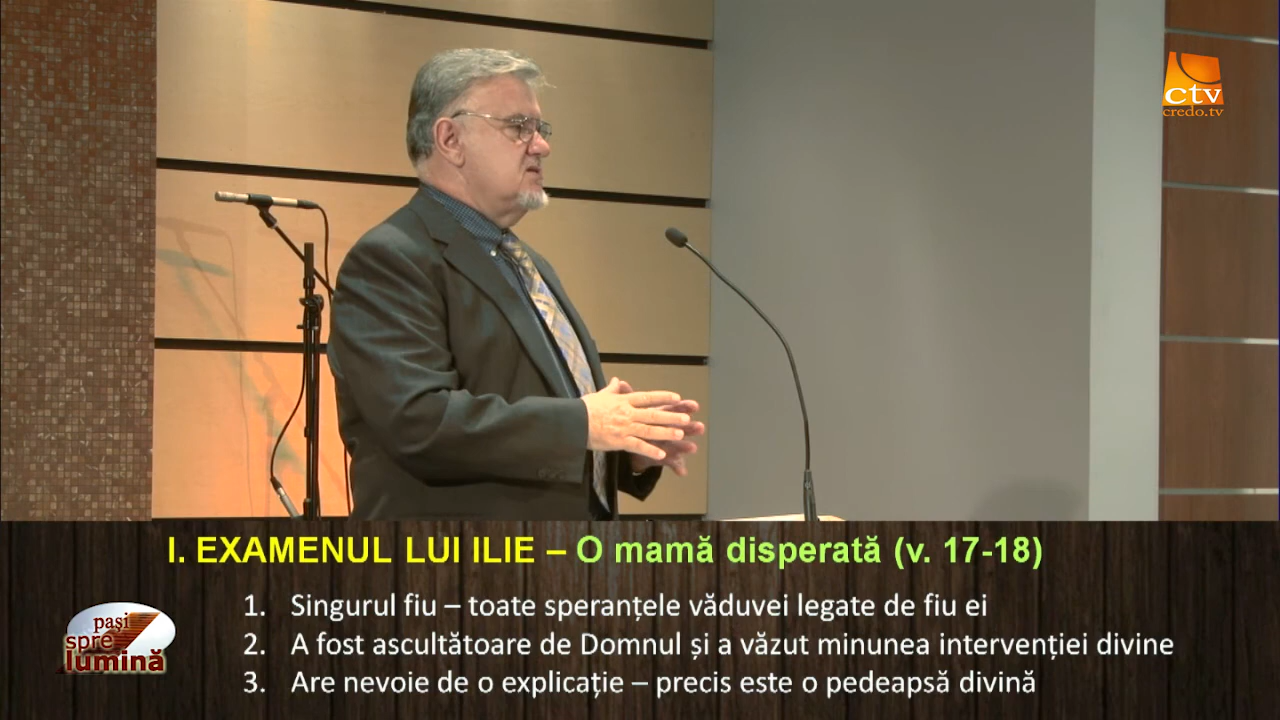 ctv
credo.tv
I. EXAMENUL LUI ILIE – O mamă disperată (v. 17-18)
1. Singurul fiu – toate speranțele văduvei legate de fiu ei
2. A fost ascultătoare de Domnul și a văzut minunea intervenției divine
3. Are nevoie de o explicație – precis este o pedeapsă divină
pași
spre
lumină